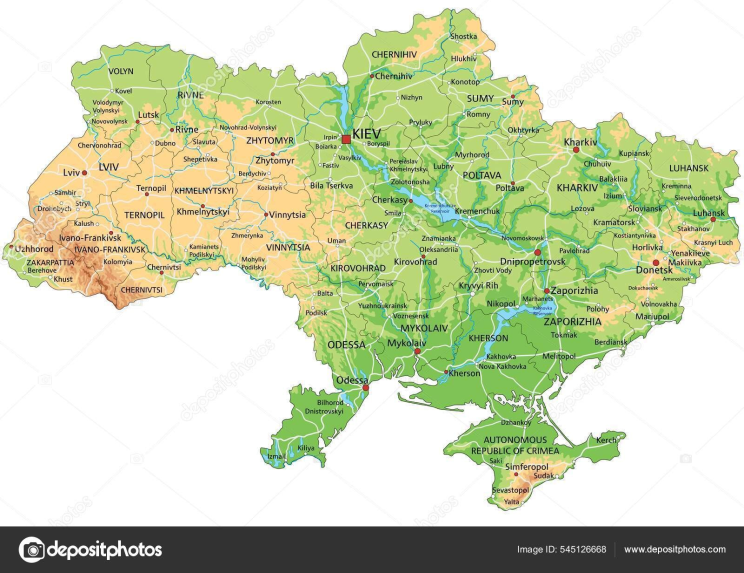 Shostka
CHERNIHIV
Hlukhiv
VOLYN
Chernihiv
Konotop
Kovel
RIVNE
Nizhyn
SUMY
Sumy
Volodymyr
Volynskyi
Korosten
Romny
Lutsk
Novovolynsk
Pryluky
Okhtyrka
Rivne
Novohrad-Volynskyi
KIEV
Irpin
Boryspil
Kharkiv
Chervonohrad
Dubno
Slavuta
ZHYTOMYR
Boiarka
Vasylkiv
Shepetivka
Zhytomyr
Fastiv
Pereiaslav
Khmelnytskyi
Myrhorod
Kupiansk
Chuhuiv
LVIV
Lviv
Berdychiv
Lubny
POLTAVA
LUHANSK
Balakliia
Ternopil
KHMELNYTSKYI
Koziatyn
Bila Tserkva
Zolotonosha
Poltava
KHARKIV
Kreminna
Sambir
Izium
Sievierodonetsk
Stryi
Drohobych
Khmelnytskyi
Cherkasy
Lozova
Sloviansk
TERNOPIL
Vinnytsia
Smila
Kremenchuk
Luhansk
Kalush
CHERKASY
Kramatorsk
Stakhanov
Ivano-Frankivsk
Zhmerynka
Uman
Znamianka
Novomoskovsk
Kostiantynivka
Krasnyi Luch
Uzhhorod
IVANO-FRANKIVSK
Kamianets
Podilskyi
VINNYTSIA
Oleksandriia
Pavlohrad
Horlivka
Yenakiieve
ZAKARPATTIA
Kolomyia
Mohyliv
Podilskyi
KIROVOHRAD
Kirovohrad
Dnipropetrovsk
Makiivka
Berehove
Chernivtsi
Zhovti Vody
Donetsk
Khust
Pervomaisk
Kryvyi Rih
CHERNIVTSI
Balta
Zaporizhia
Marhanets
Nikopol
Volnovakha
Yuzhnoukrainsk
Polohy
Podilsk
Voznesensk
Mariupol
MYKOLAIV
ZAPORIZHIA
ODESSA
KHERSON
Tokmak
Mykolaiv
Berdiansk
Kakhovka
Melitopol
Nova Kakhovka
Kherson
Odessa
Bilhorod
Dnistrovskyi
Dzhankoy
Kiliya
Izmail
AUTONOMOUS
REPUBLIC OF CRIMEA
Kerch
Saki
Simferopol
Sudak
Sevastopol
Yalta
depositphotos
Image ID: 545126668
www.depositphotos.com